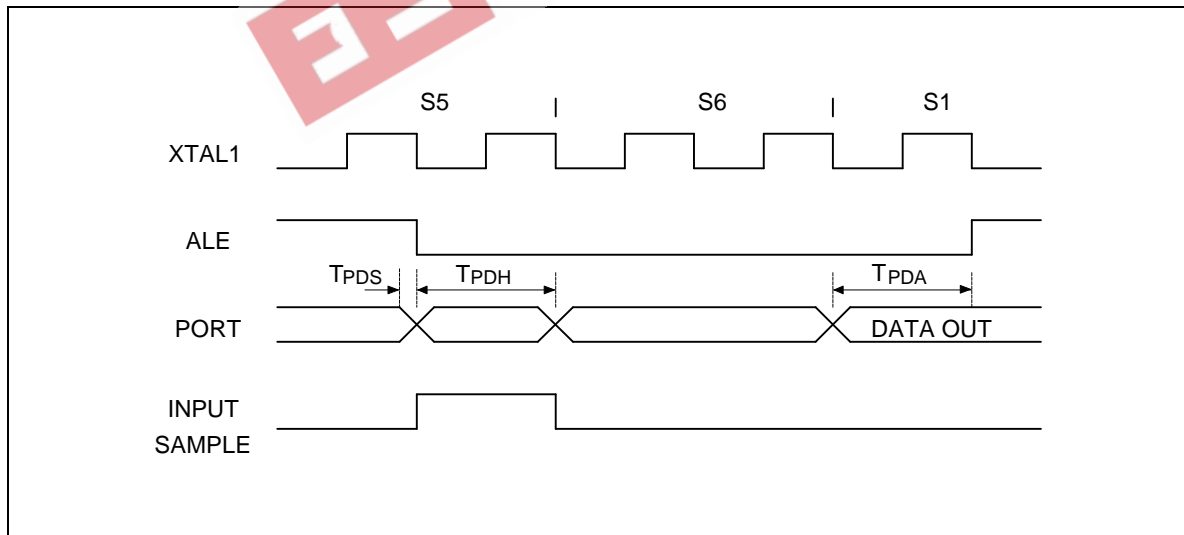 S5 S6 S1
XTAL1
ALE
TPDS TPDH TPDA
PORT DATA OUT
INPUT
SAMPLE